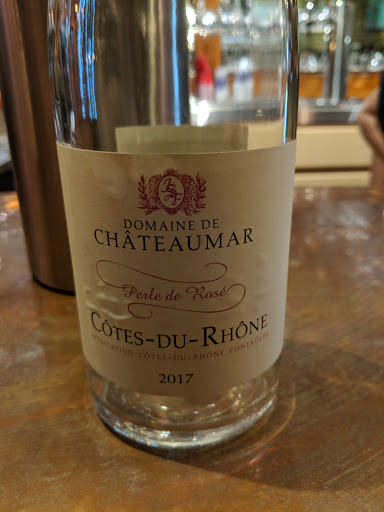 DOMAINE DE
CHÂTEAUMAR
Perle de Rosé
CÔTES-DU-RHÔNE
APPELLATION CÔTES-DU-RHÔNE CONTRÔLÉE
2017